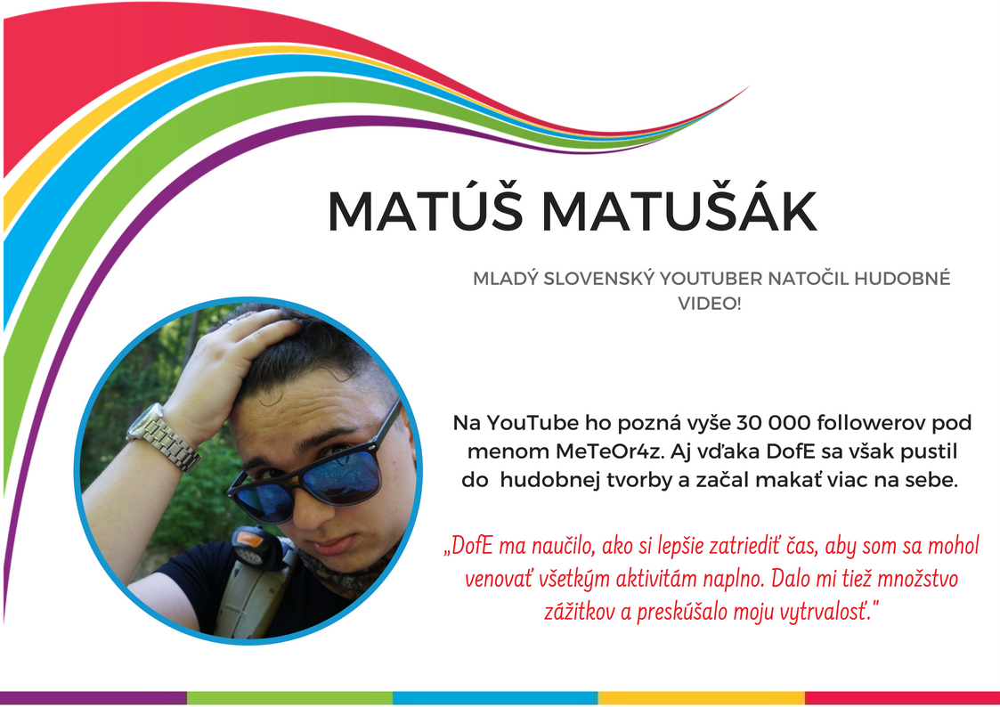 MATÚŠ MATUŠÁK
MLADÝ SLOVENSKÝ YOUTUBER NATOČIL HUDOBNÉ
VIDEO!
Na YouTube ho pozná vyše 30 000 followerov pod
menom MeTeOr4z. Aj vďaka DofE sa však pustil
do  hudobnej tvorby a začal makať viac na sebe.
„DofE ma naučilo, ako si lepšie zatriediť čas, aby som sa mohol
venovať všetkým aktivitám naplno. Dalo mi tiež množstvo
zážitkov a preskúšalo moju vytrvalosť."